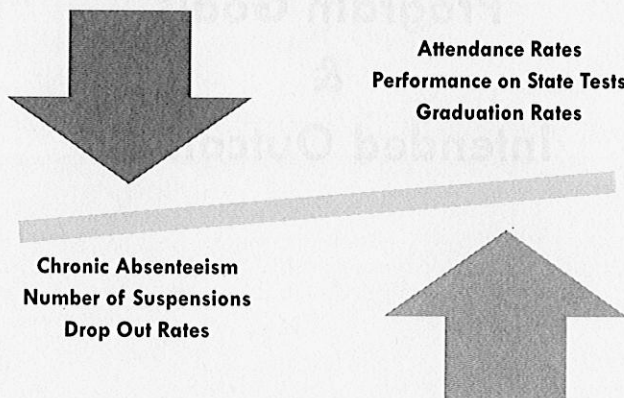 Attendance Rates
Performance on State Tests
Graduation Rates
Chronic Absenteeism
Number of Suspensions
Drop Out Rates